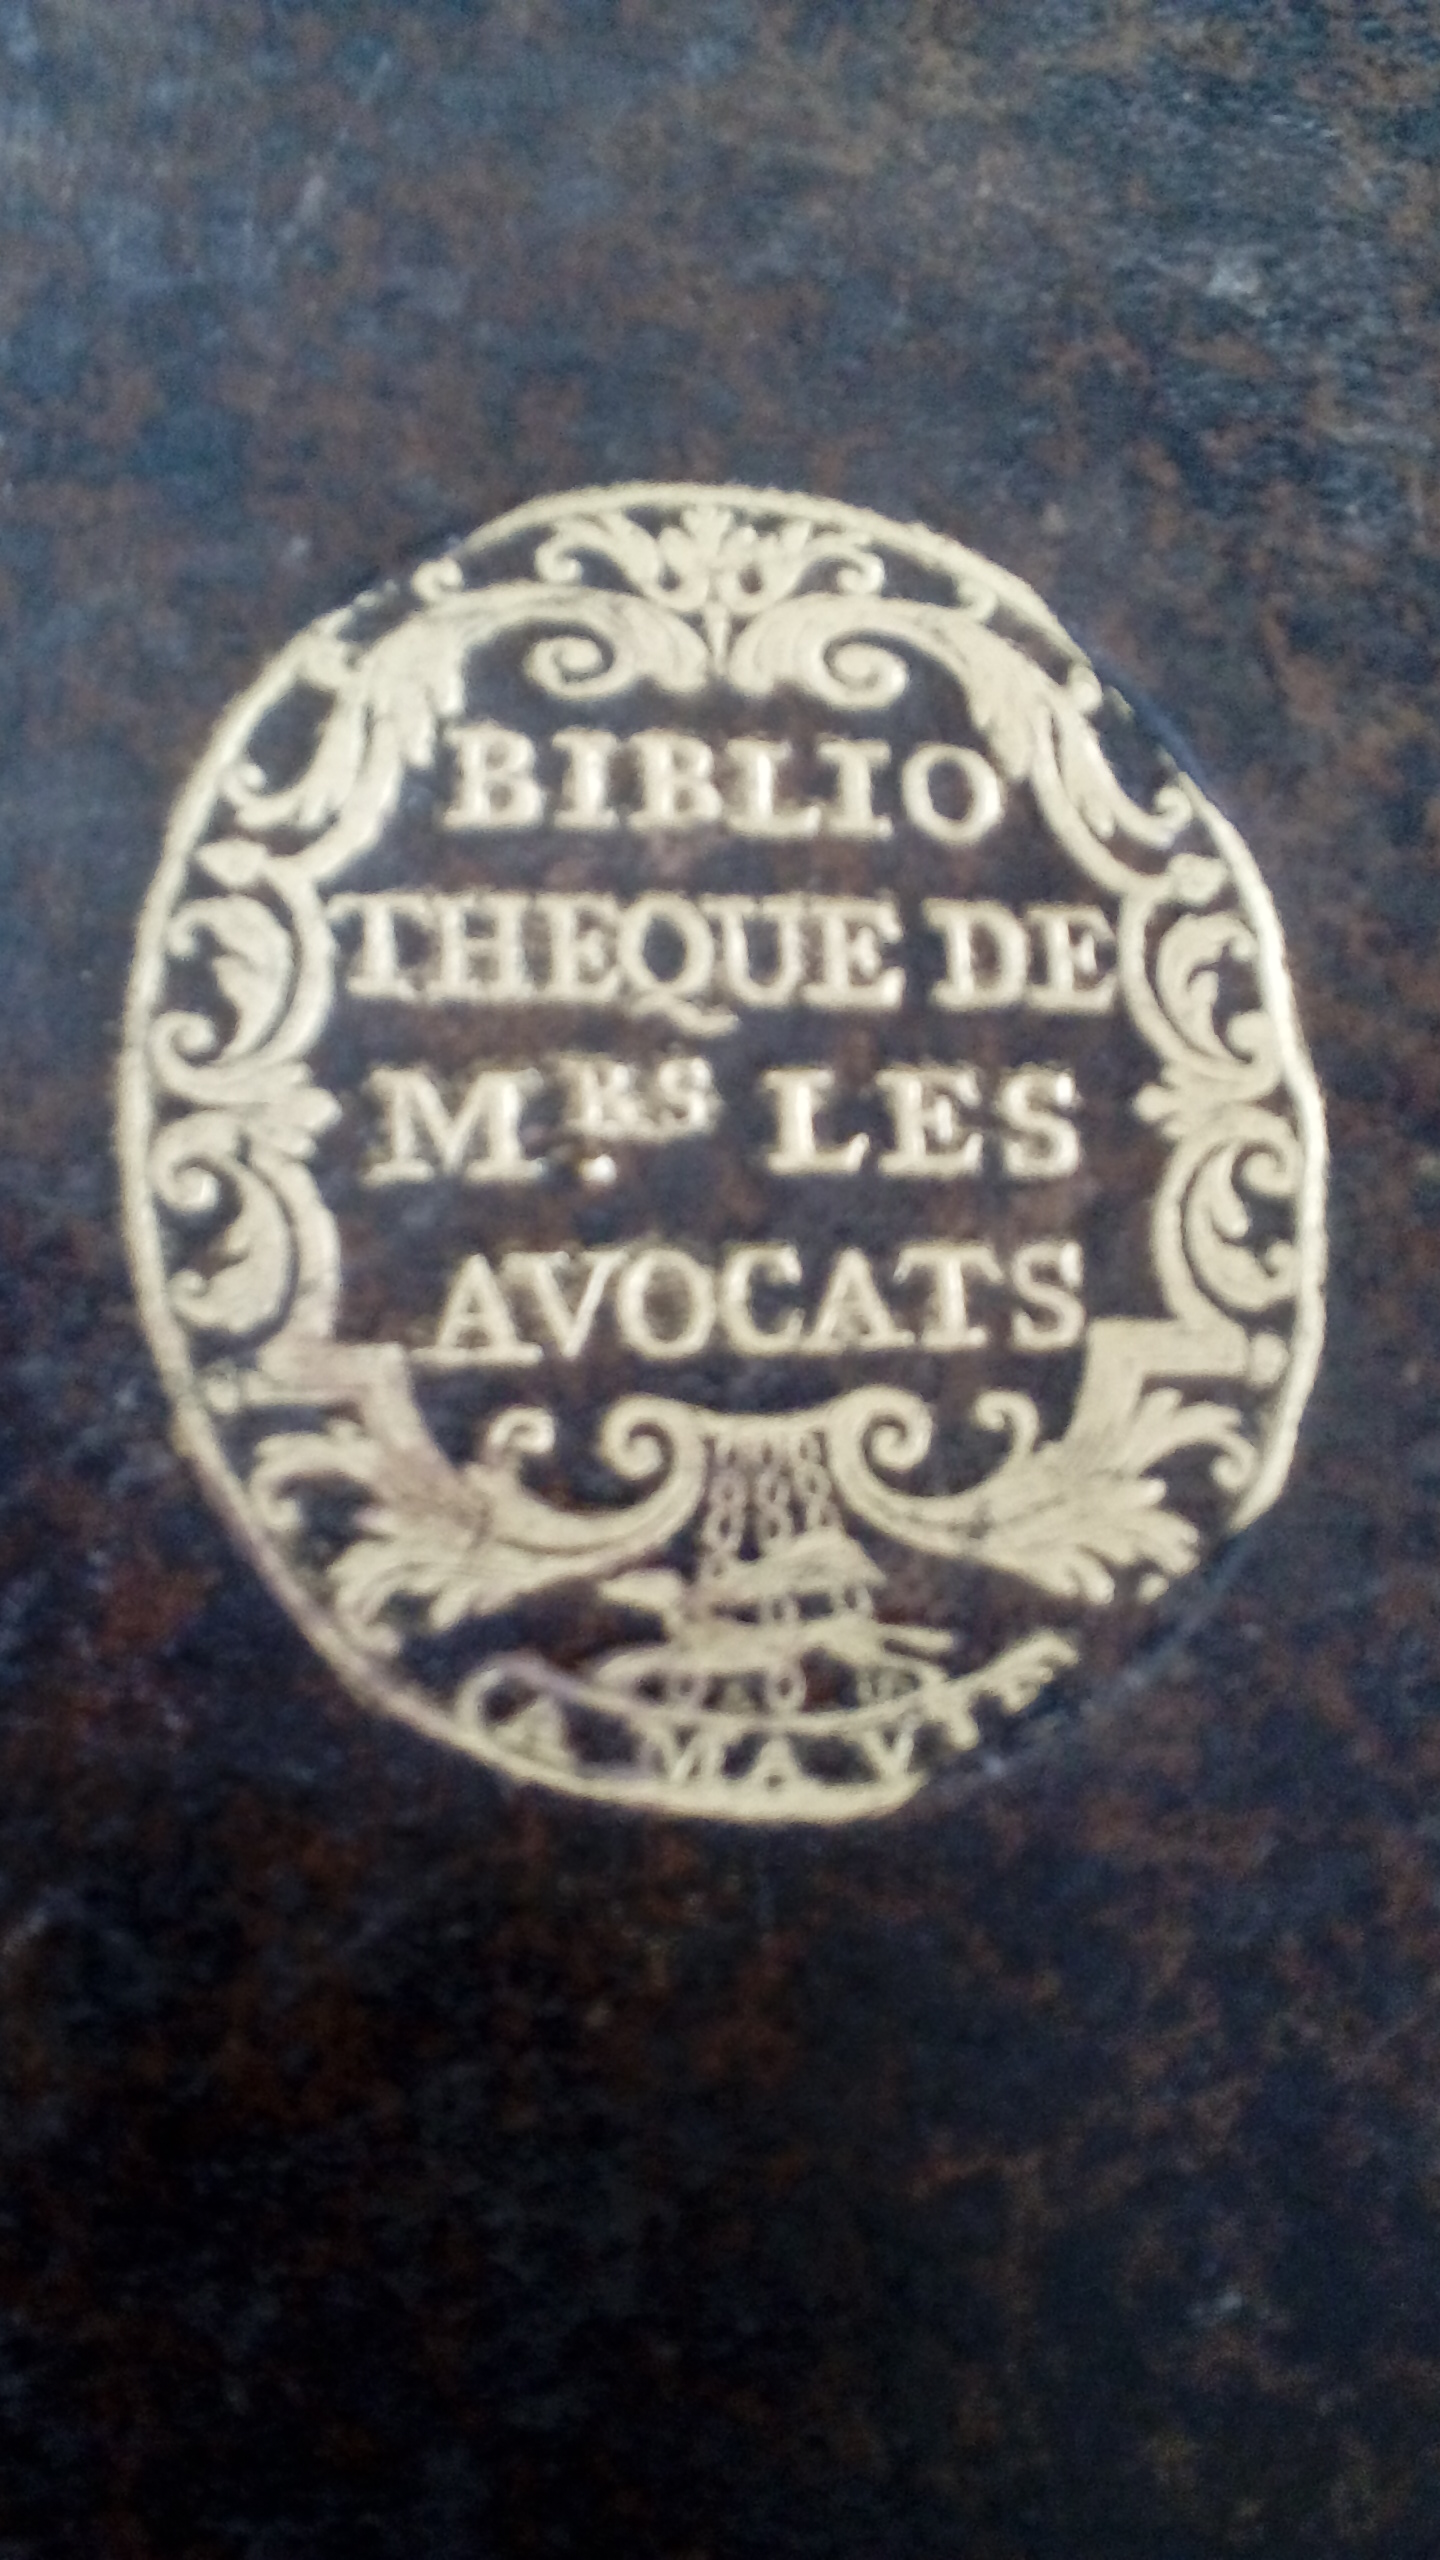 BIBLIO
THEQUE DE
MRS LES
AVOCATS